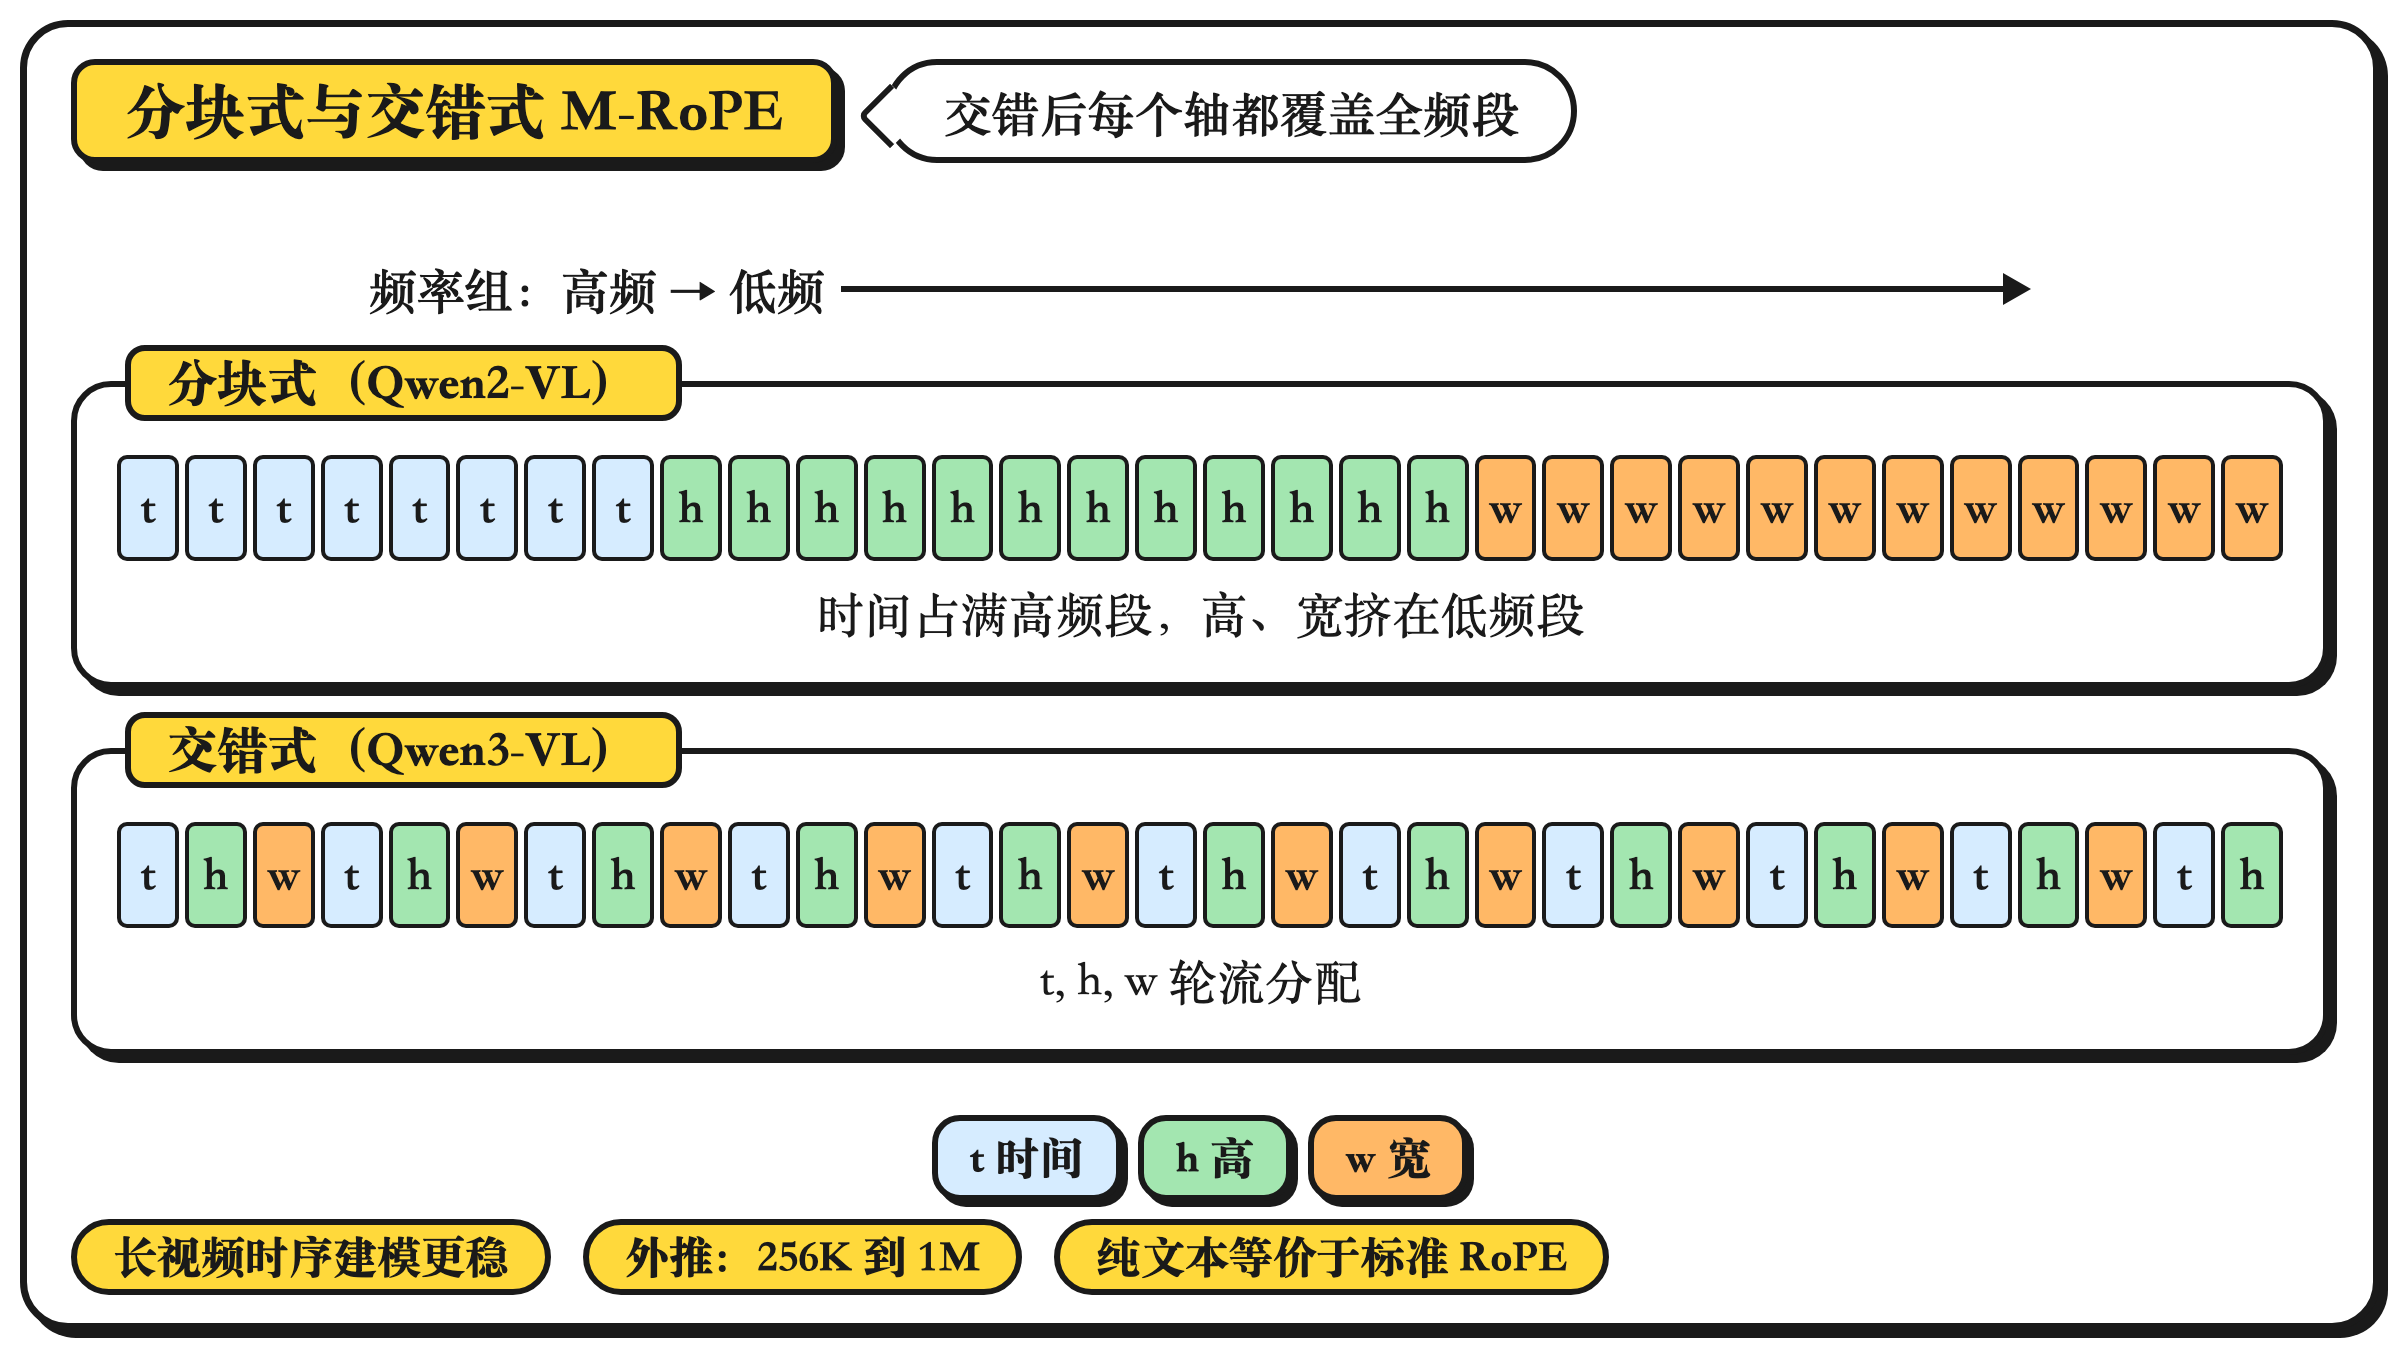 分块式与交错式 M-RoPE
交错后每个轴都覆盖全频段
频率组：高频 → 低频
分块式（Qwen2-VL）
t t t t t t t t h h h h h h h h h h h h w w w w w w w w w w w w
时间占满高频段，高、宽挤在低频段
交错式（Qwen3-VL）
t h w t h w t h w t h w t h w t h w t h w t h w t h w t h w t h
t, h, w 轮流分配
t 时间
h 高
w 宽
长视频时序建模更稳
外推：256K 到 1M
纯文本等价于标准 RoPE